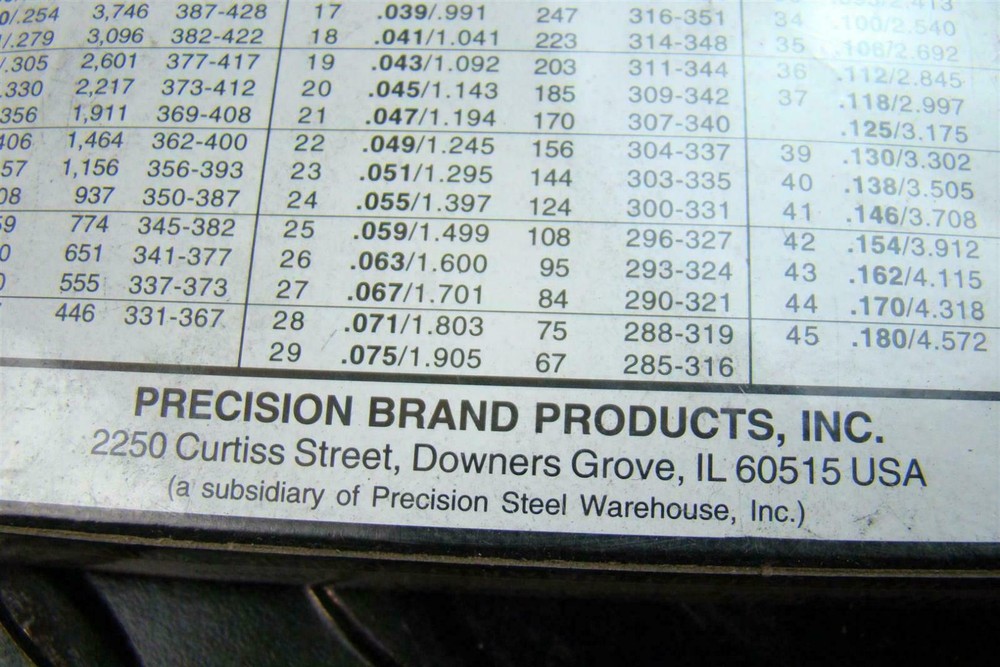 0/.254 3,746 387-428 17 .039/.991 247 316-351 34 .100/2.540
/.279 3,096 382-422 18 .041/1.041 223 314-348 35 .106/2.692
/.305 2,601 377-417 19 .043/1.092 203 311-344 36 .112/2.845
.330 2,217 373-412 20 .045/1.143 185 309-342 37 .118/2.997
356 1,911 369-408 21 .047/1.194 170 307-340 .125/3.175
406 1,464 362-400 22 .049/1.245 156 304-337 39 .130/3.302
57 1,156 356-393 23 .051/1.295 144 303-335 40 .138/3.505
08 937 350-387 24 .055/1.397 124 300-331 41 .146/3.708
59 774 345-382 25 .059/1.499 108 296-327 42 .154/3.912
0 651 341-377 26 .063/1.600 95 293-324 43 .162/4.115
555 337-373 27 .067/1.701 84 290-321 44 .170/4.318
446 331-367 28 .071/1.803 75 288-319 45 .180/4.572
29 .075/1.905 67 285-316
PRECISION BRAND PRODUCTS, INC.
2250 Curtiss Street, Downers Grove, IL 60515 USA
(a subsidiary of Precision Steel Warehouse, Inc.)